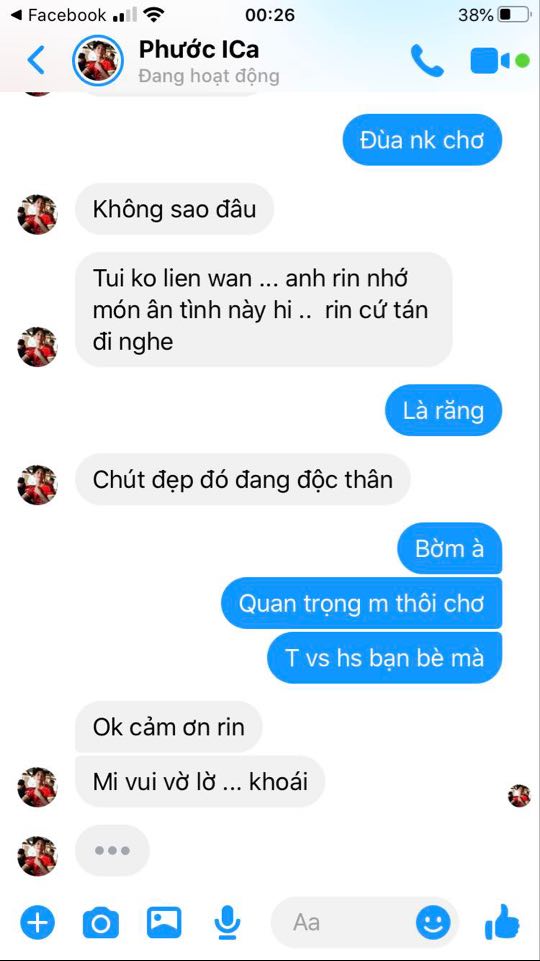 Facebook 00:26 38%
Phước ICa
Đang hoạt động
Đùa nk chơ
Không sao đâu
Tui ko lien wan ... anh rin nhớ
món ân tình này hi .. rin cứ tán
đi nghe
Là răng
Chút đẹp đó đang độc thân
Bờm à
Quan trọng m thôi chơ
T vs hs bạn bè mà
Ok cảm ơn rin
Mi vui vờ lờ ... khoái
Aa